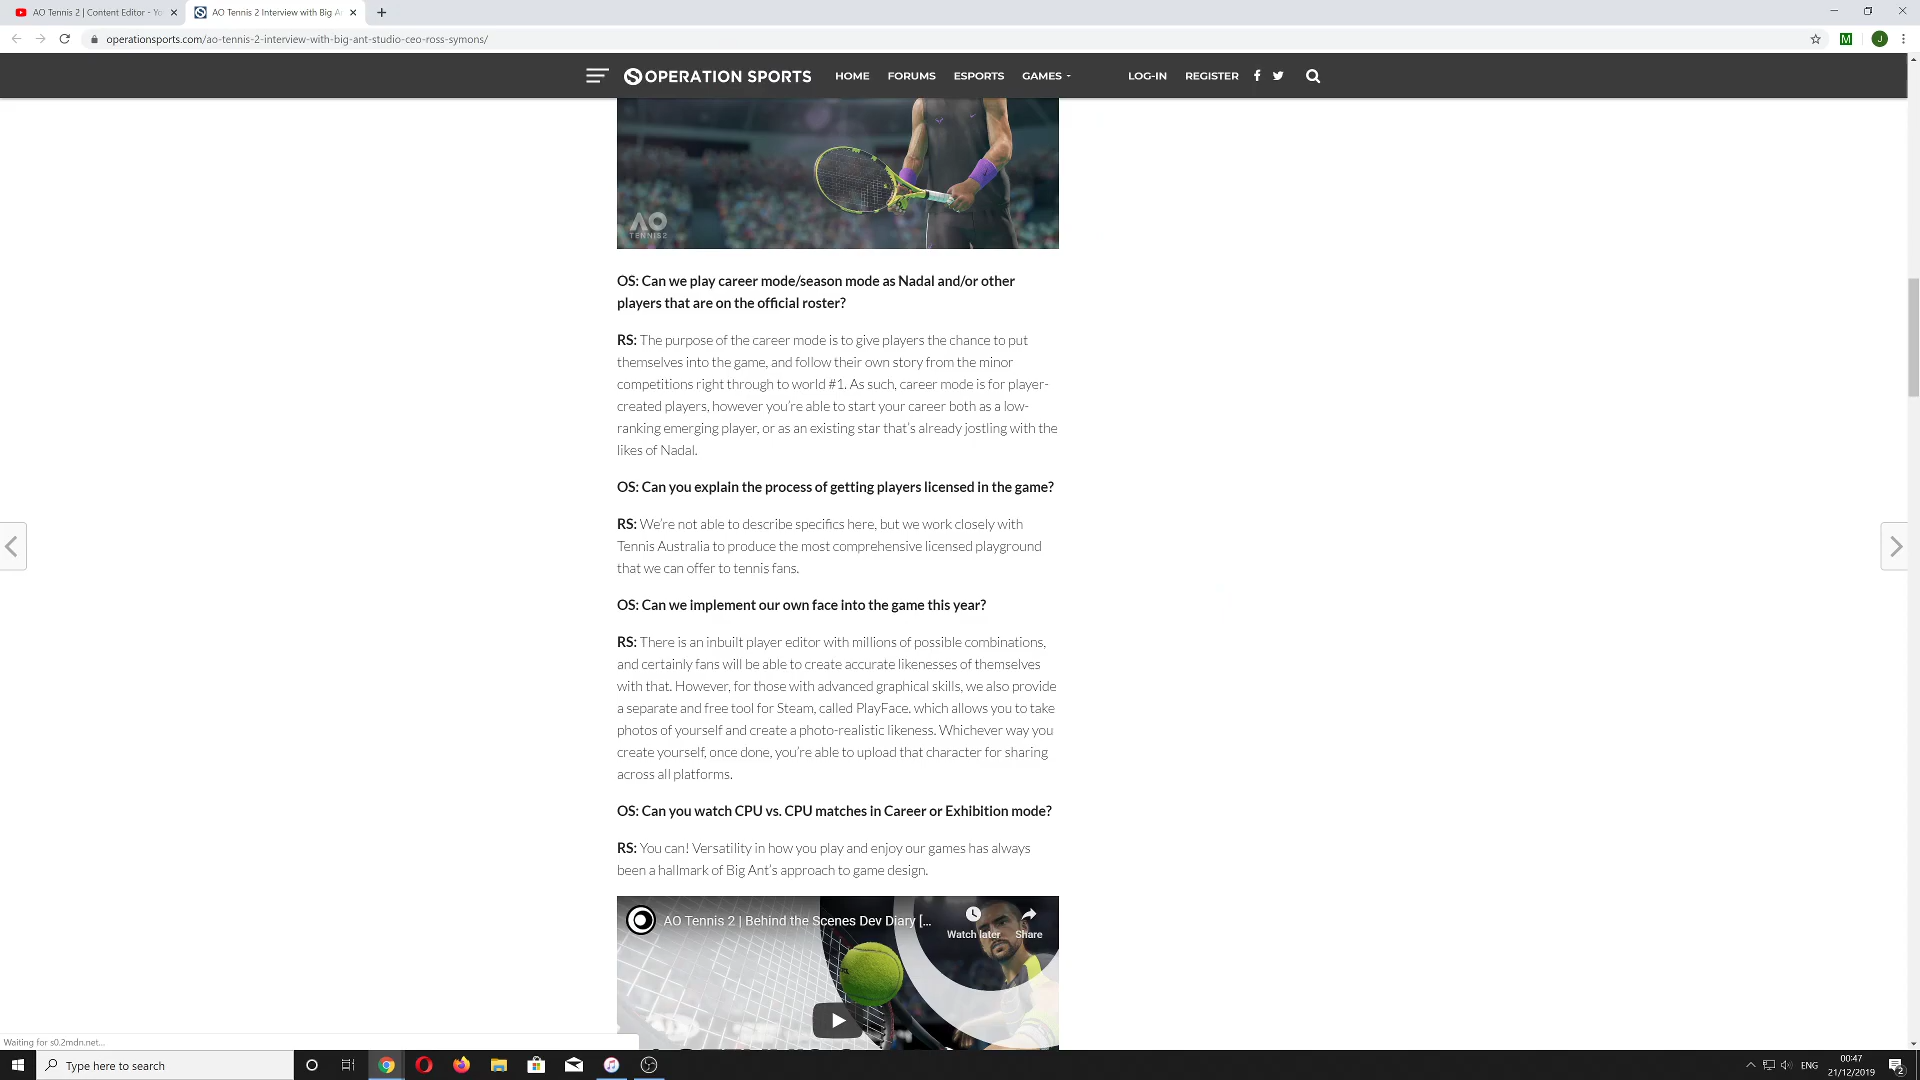 AO Tennis 2 | Content Editor - Yo
AO Tennis 2 Interview with Big A
operationsports.com/ao-tennis-2-interview-with-big-ant-studio-ceo-ross-symons/
M
J
OPERATION SPORTS
HOME
FORUMS
ESPORTS
GAMES
LOG-IN
REGISTER
AO
TENNIS2
OS: Can we play career mode/season mode as Nadal and/or other
players that are on the official roster?
RS: The purpose of the career mode is to give players the chance to put
themselves into the game, and follow their own story from the minor
competitions right through to world #1. As such, career mode is for player-
created players, however you're able to start your career both as a low-
ranking emerging player, or as an existing star that's already jostling with the
likes of Nadal.
OS: Can you explain the process of getting players licensed in the game?
RS: We're not able to describe specifics here, but we work closely with
Tennis Australia to produce the most comprehensive licensed playground
that we can offer to tennis fans.
OS: Can we implement our own face into the game this year?
RS: There is an inbuilt player editor with millions of possible combinations,
and certainly fans will be able to create accurate likenesses of themselves
with that. However, for those with advanced graphical skills, we also provide
a separate and free tool for Steam, called PlayFace. which allows you to take
photos of yourself and create a photo-realistic likeness. Whichever way you
create yourself, once done, you're able to upload that character for sharing
across all platforms.
OS: Can you watch CPU vs. CPU matches in Career or Exhibition mode?
RS: You can! Versatility in how you play and enjoy our games has always
been a hallmark of Big Ant's approach to game design.
AO Tennis 2 | Behind the Scenes Dev Diary [...
Watch later
Share
Waiting for s0.2mdn.net...
Type here to search
ENG
00:47
21/12/2019
2